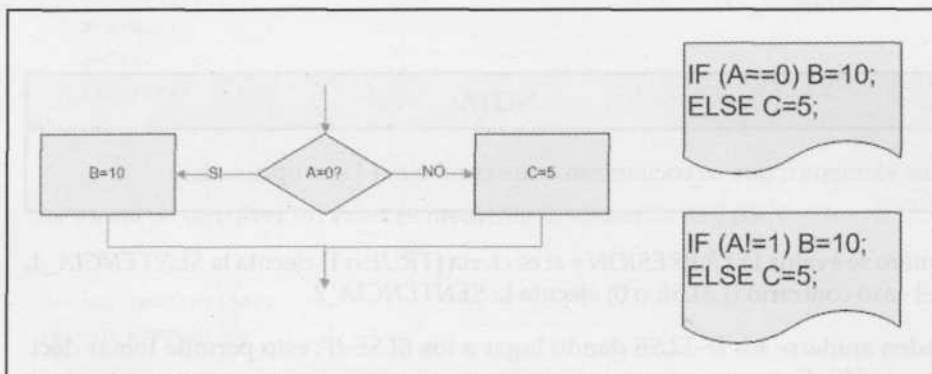 B=10
SI
A=0?
NO
C=5
IF (A==0) B=10;
ELSE C=5;
IF (A!=1) B=10;
ELSE C=5;